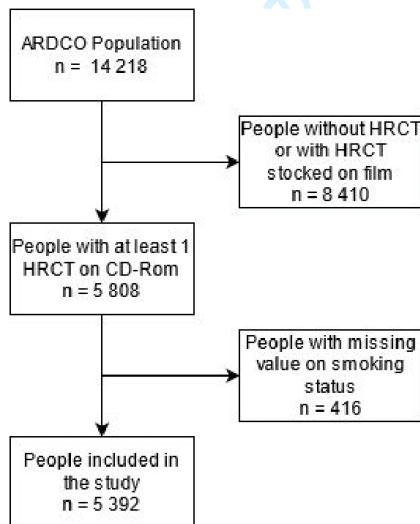 ARDCO Population
n = 14 218
People without HRCT
or with HRCT
stocked on film
n = 8 410
People with at least 1
HRCT on CD-Rom
n = 5 808
People with missing
value on smoking
status
n = 416
People included in
the study
n = 5 392